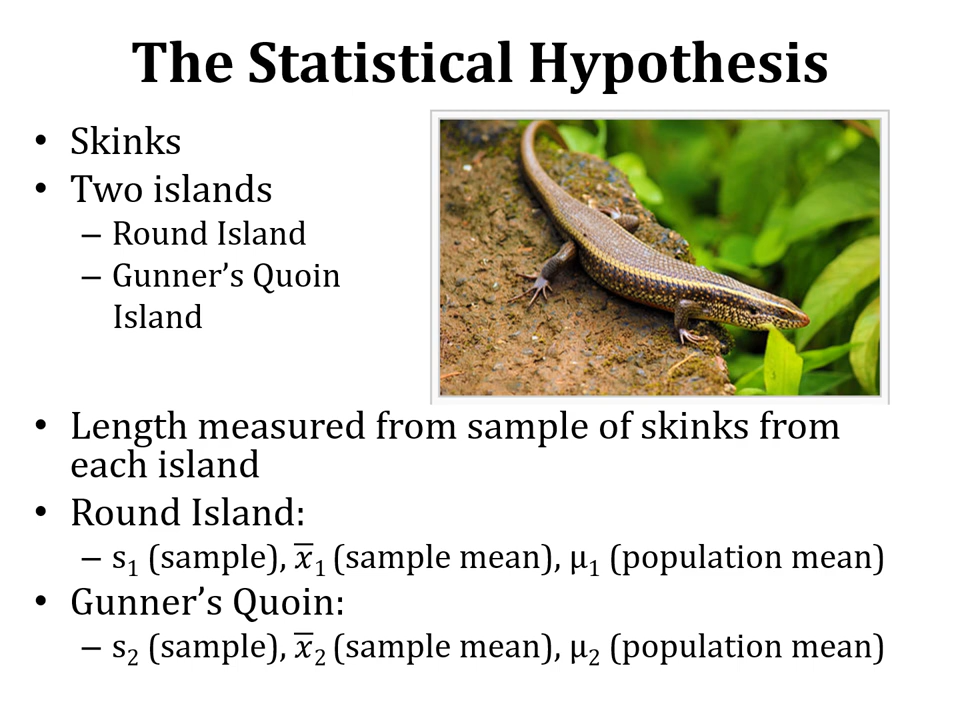 The Statistical Hypothesis
• Skinks
• Two islands
– Round Island
– Gunner’s Quoin
Island
• Length measured from sample of skinks from
each island
• Round Island:
– s₁ (sample), x̅₁ (sample mean), μ₁ (population mean)
• Gunner’s Quoin:
– s₂ (sample), x̅₂ (sample mean), μ₂ (population mean)